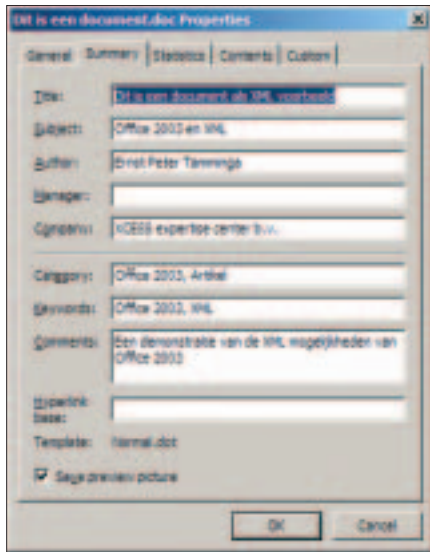 Dit is een document.doc Properties
General Summary Statistics Contents Custom
Title: Dit is een document als XML voorbeeld
Subject: Office 2003 en XML
Author: Ernst Peter Tamminga
Manager:
Company: XCESS expertise center b.v.
Category: Office 2003, Artikel
Keywords: Office 2003, XML
Comments: Een demonstratie van de XML mogelijkheden van
Office 2003
Hyperlink
base:
Template: Normal.dot
Save preview picture
OK Cancel